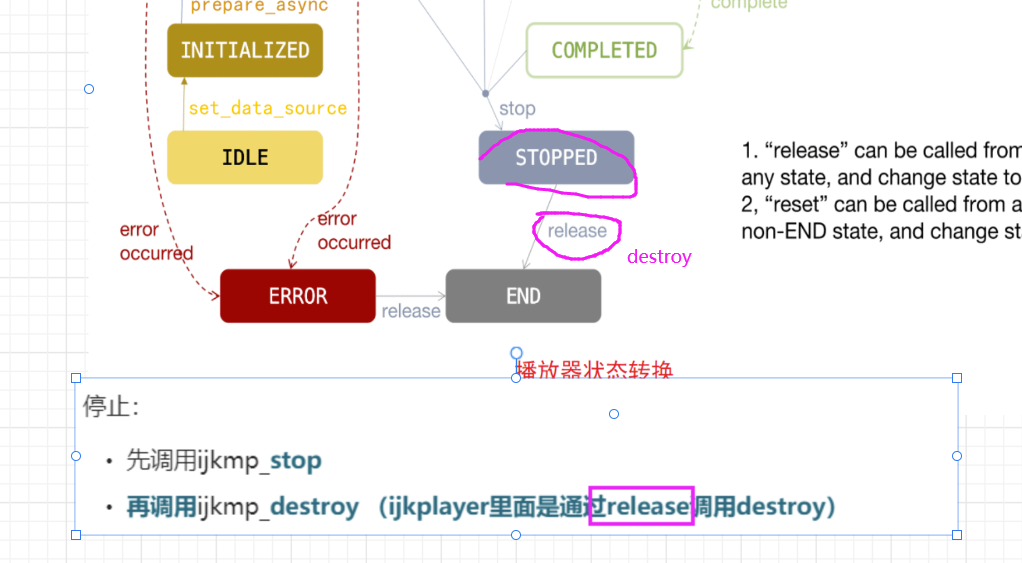 prepare_async
complete
INITIALIZED
COMPLETED
set_data_source
stop
IDLE
STOPPED
1. “release” can be called from
any state, and change state to
2, “reset” can be called from a
non-END state, and change st
error
occurred
error
occurred
release
destroy
ERROR
release
END
播放器状态转换
停止：
• 先调用ijkmp_stop
• 再调用ijkmp_destroy （ijkplayer里面是通过release调用destroy）